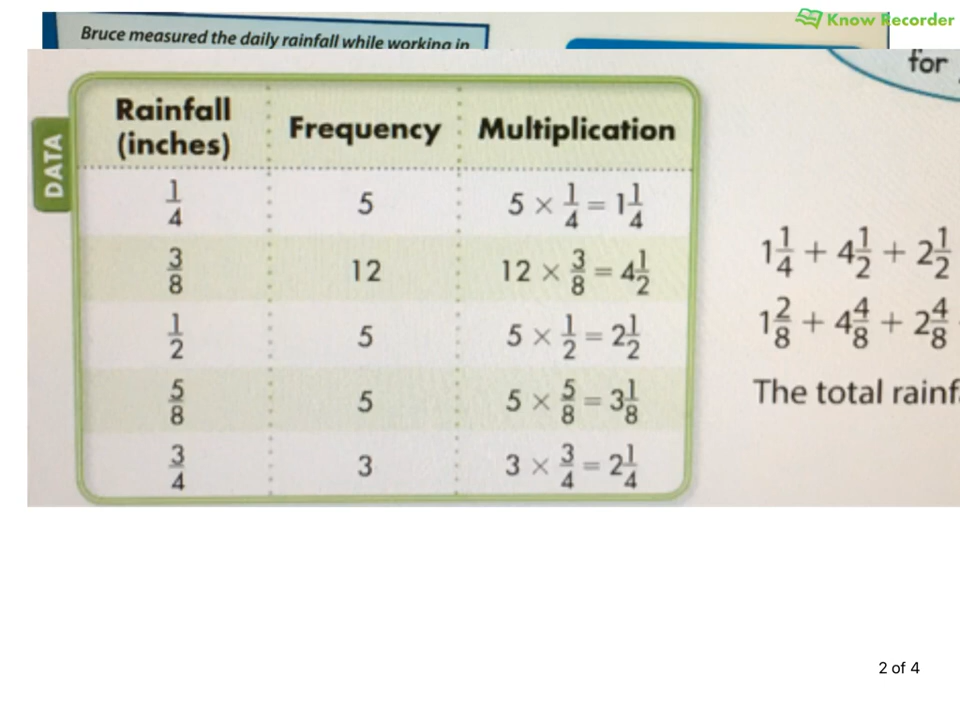 Know Recorder
Bruce measured the daily rainfall while working in
for
DATA
Rainfall (inches) Frequency Multiplication
1/4 5 5 × 1/4 = 1 1/4
3/8 12 12 × 3/8 = 4 1/2
1/2 5 5 × 1/2 = 2 1/2
5/8 5 5 × 5/8 = 3 1/8
3/4 3 3 × 3/4 = 2 1/4
1 1/4 + 4 1/2 + 2 1/2
1 2/8 + 4 4/8 + 2 4/8
The total rainf
2 of 4